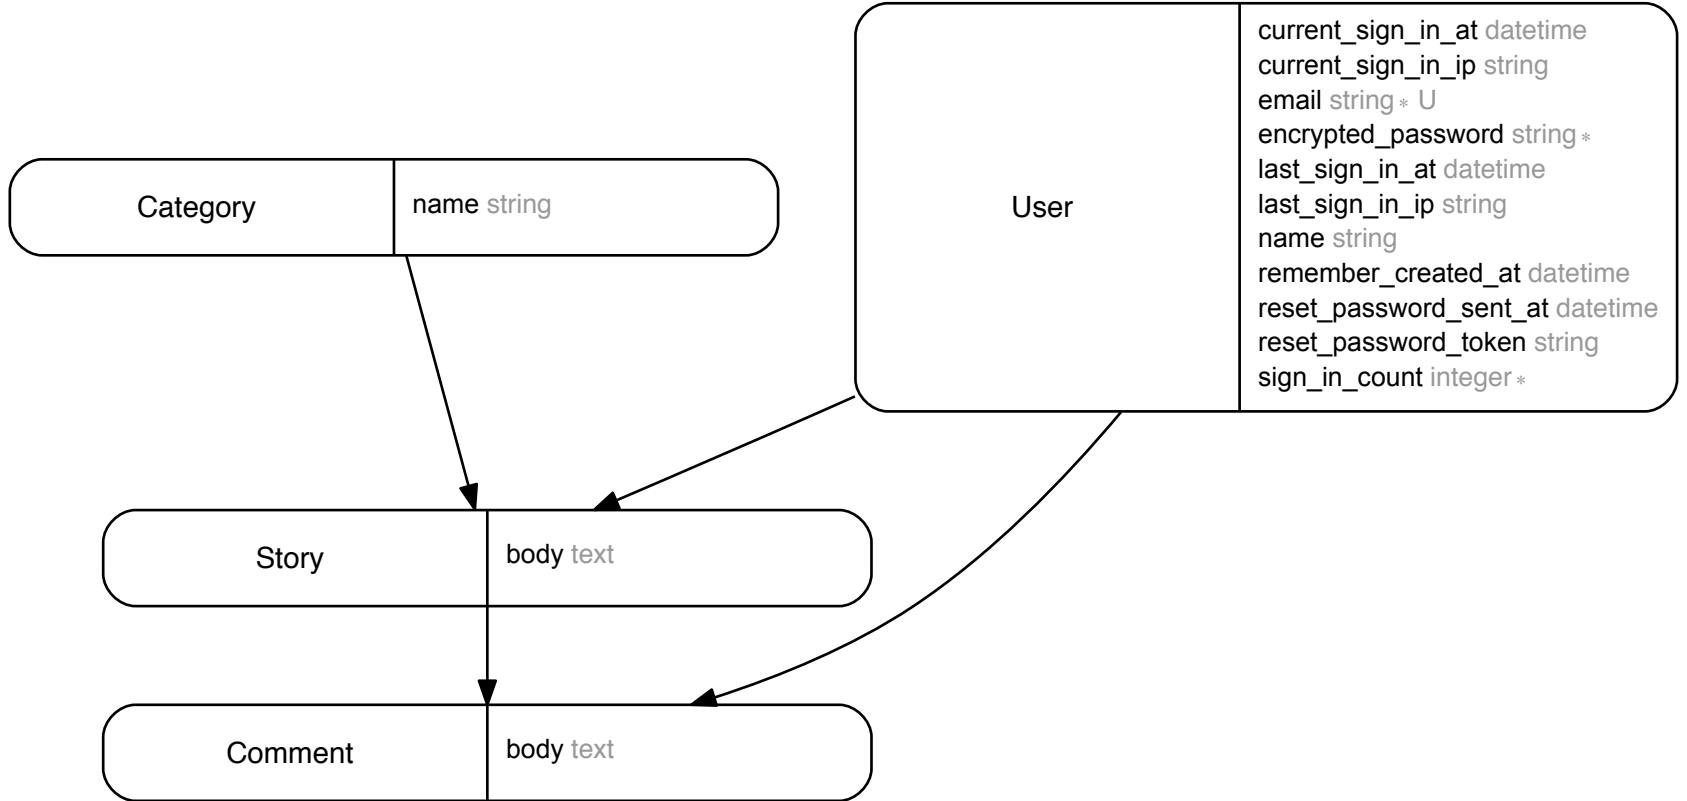 Category
name string
User
current_sign_in_at datetime
current_sign_in_ip string
email string * U
encrypted_password string *
last_sign_in_at datetime
last_sign_in_ip string
name string
remember_created_at datetime
reset_password_sent_at datetime
reset_password_token string
sign_in_count integer *
Story
body text
Comment
body text